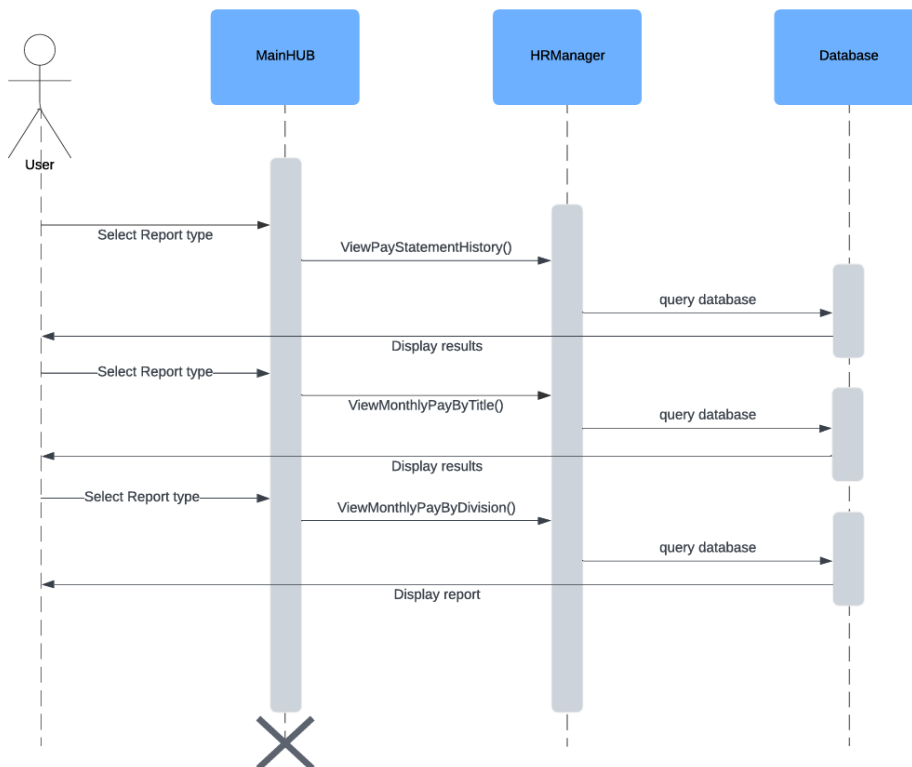 MainHUB
HRManager
Database
User
Select Report type
ViewPayStatementHistory()
query database
Display results
Select Report type
ViewMonthlyPayByTitle()
query database
Display results
Select Report type
ViewMonthlyPayByDivision()
query database
Display report